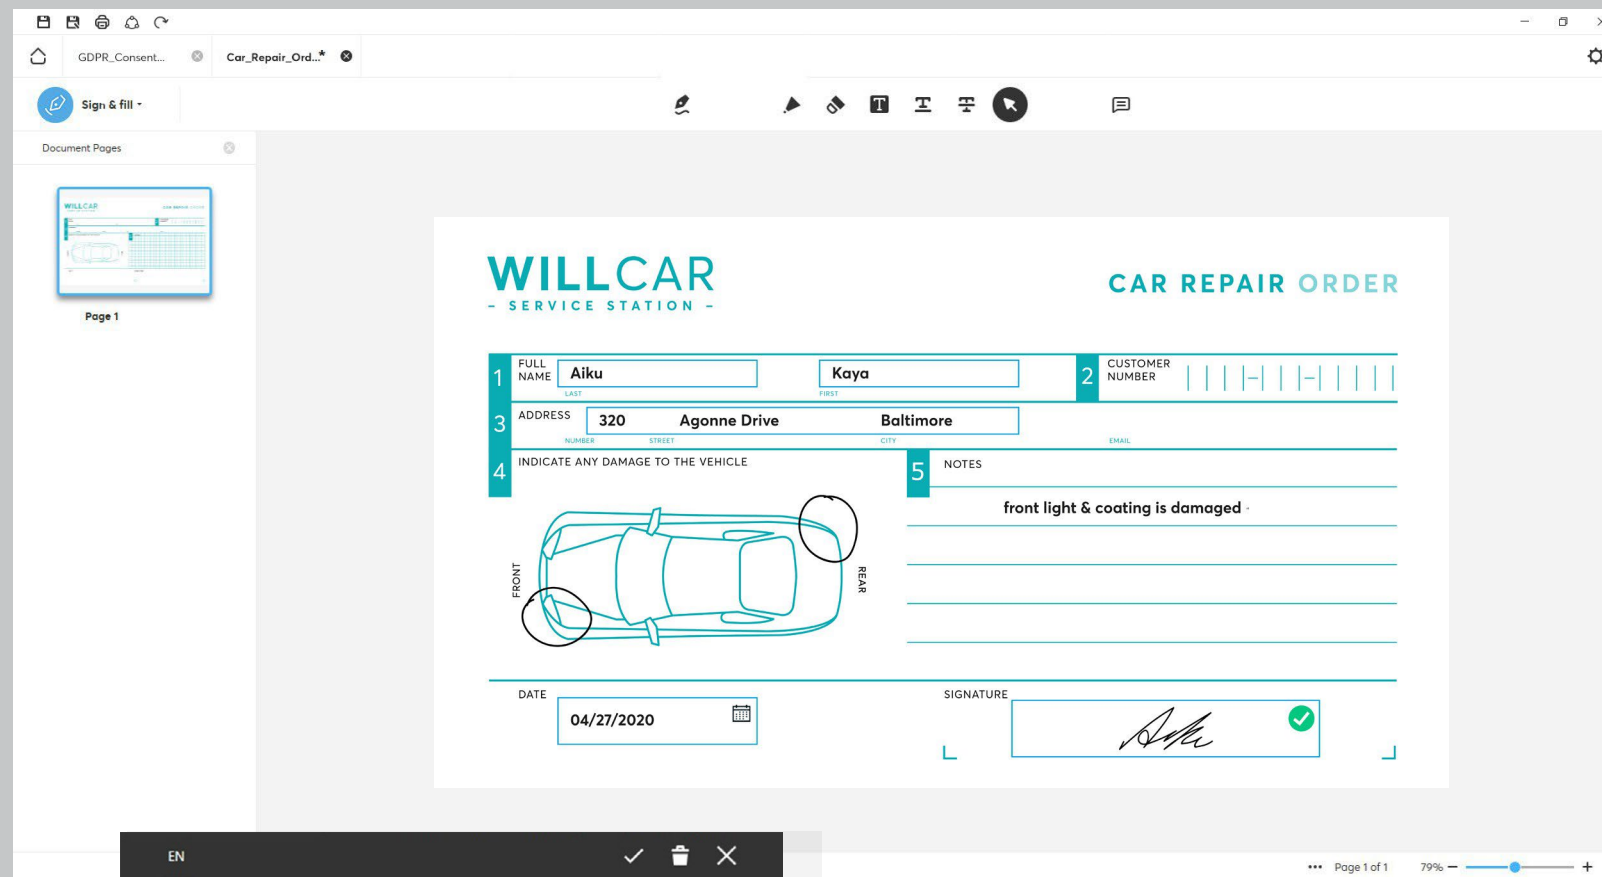 GDPR_Consent...
Car_Repair_Ord...*
Sign & fill
Document Pages
Page 1
WILLCAR
- SERVICE STATION -
CAR REPAIR ORDER
1 FULL NAME Aiku Kaya
LAST FIRST
2 CUSTOMER NUMBER
3 ADDRESS 320 Agonne Drive Baltimore
NUMBER STREET CITY EMAIL
4 INDICATE ANY DAMAGE TO THE VEHICLE
FRONT
REAR
5 NOTES
front light & coating is damaged
DATE
04/27/2020
SIGNATURE
EN
Page 1 of 1 79%